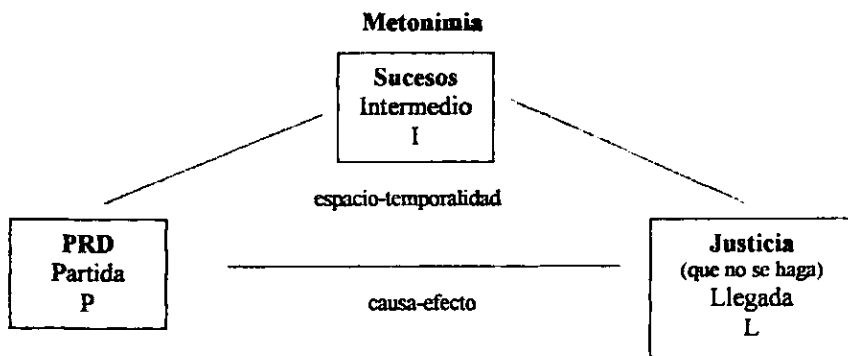 Metonimia
Sucesos
Intermedio
I
espacio-temporalidad
PRD
Partida
P
causa-efecto
Justicia
(que no se haga)
Llegada
L